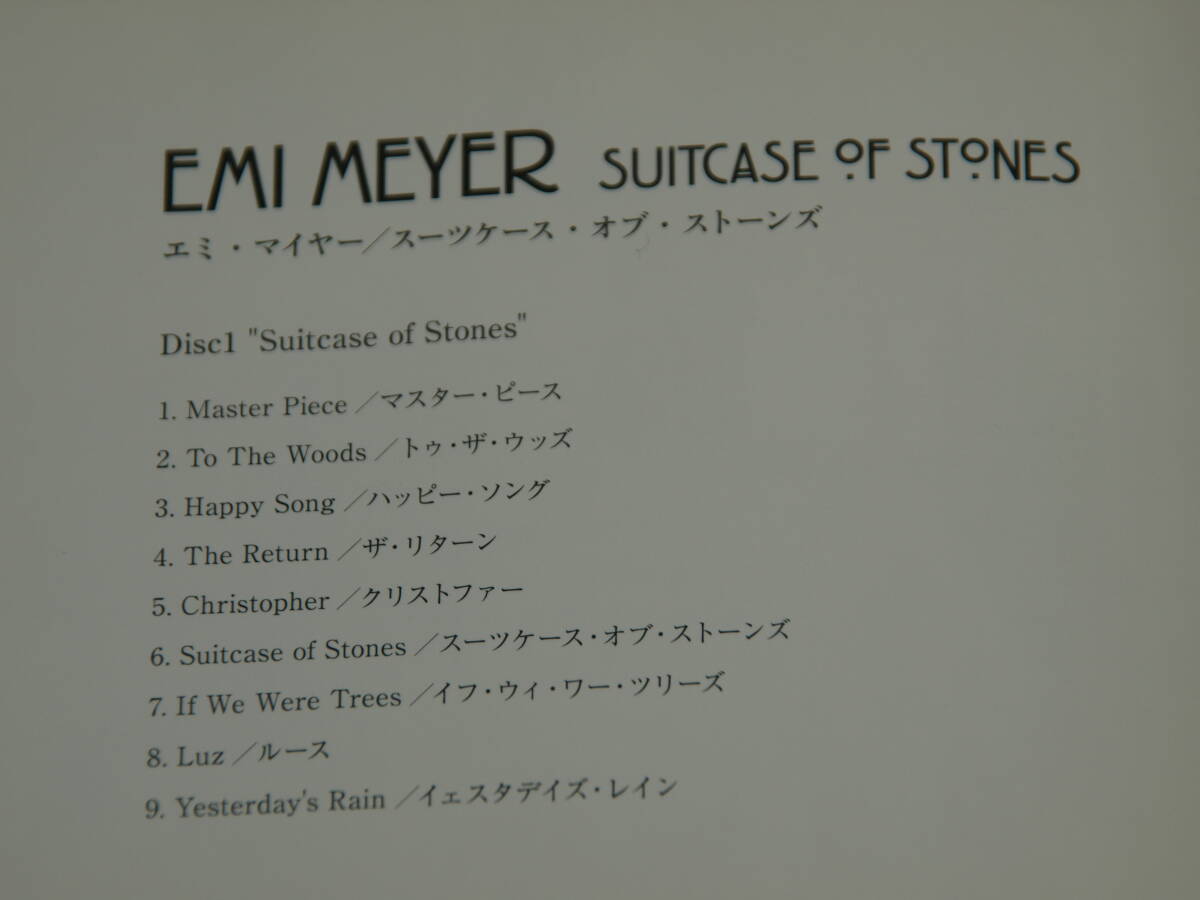 EMI MEYER SUITCASE OF STONES
エミ・マイヤー／スーツケース・オブ・ストーンズ
Disc1 "Suitcase of Stones"
1. Master Piece ／マスター・ピース
2. To The Woods ／トゥ・ザ・ウッズ
3. Happy Song ／ハッピー・ソング
4. The Return ／ザ・リターン
5. Christopher ／クリストファー
6. Suitcase of Stones ／スーツケース・オブ・ストーンズ
7. If We Were Trees ／イフ・ウィ・ワー・ツリーズ
8. Luz ／ルース
9. Yesterday's Rain ／イェスタデイズ・レイン